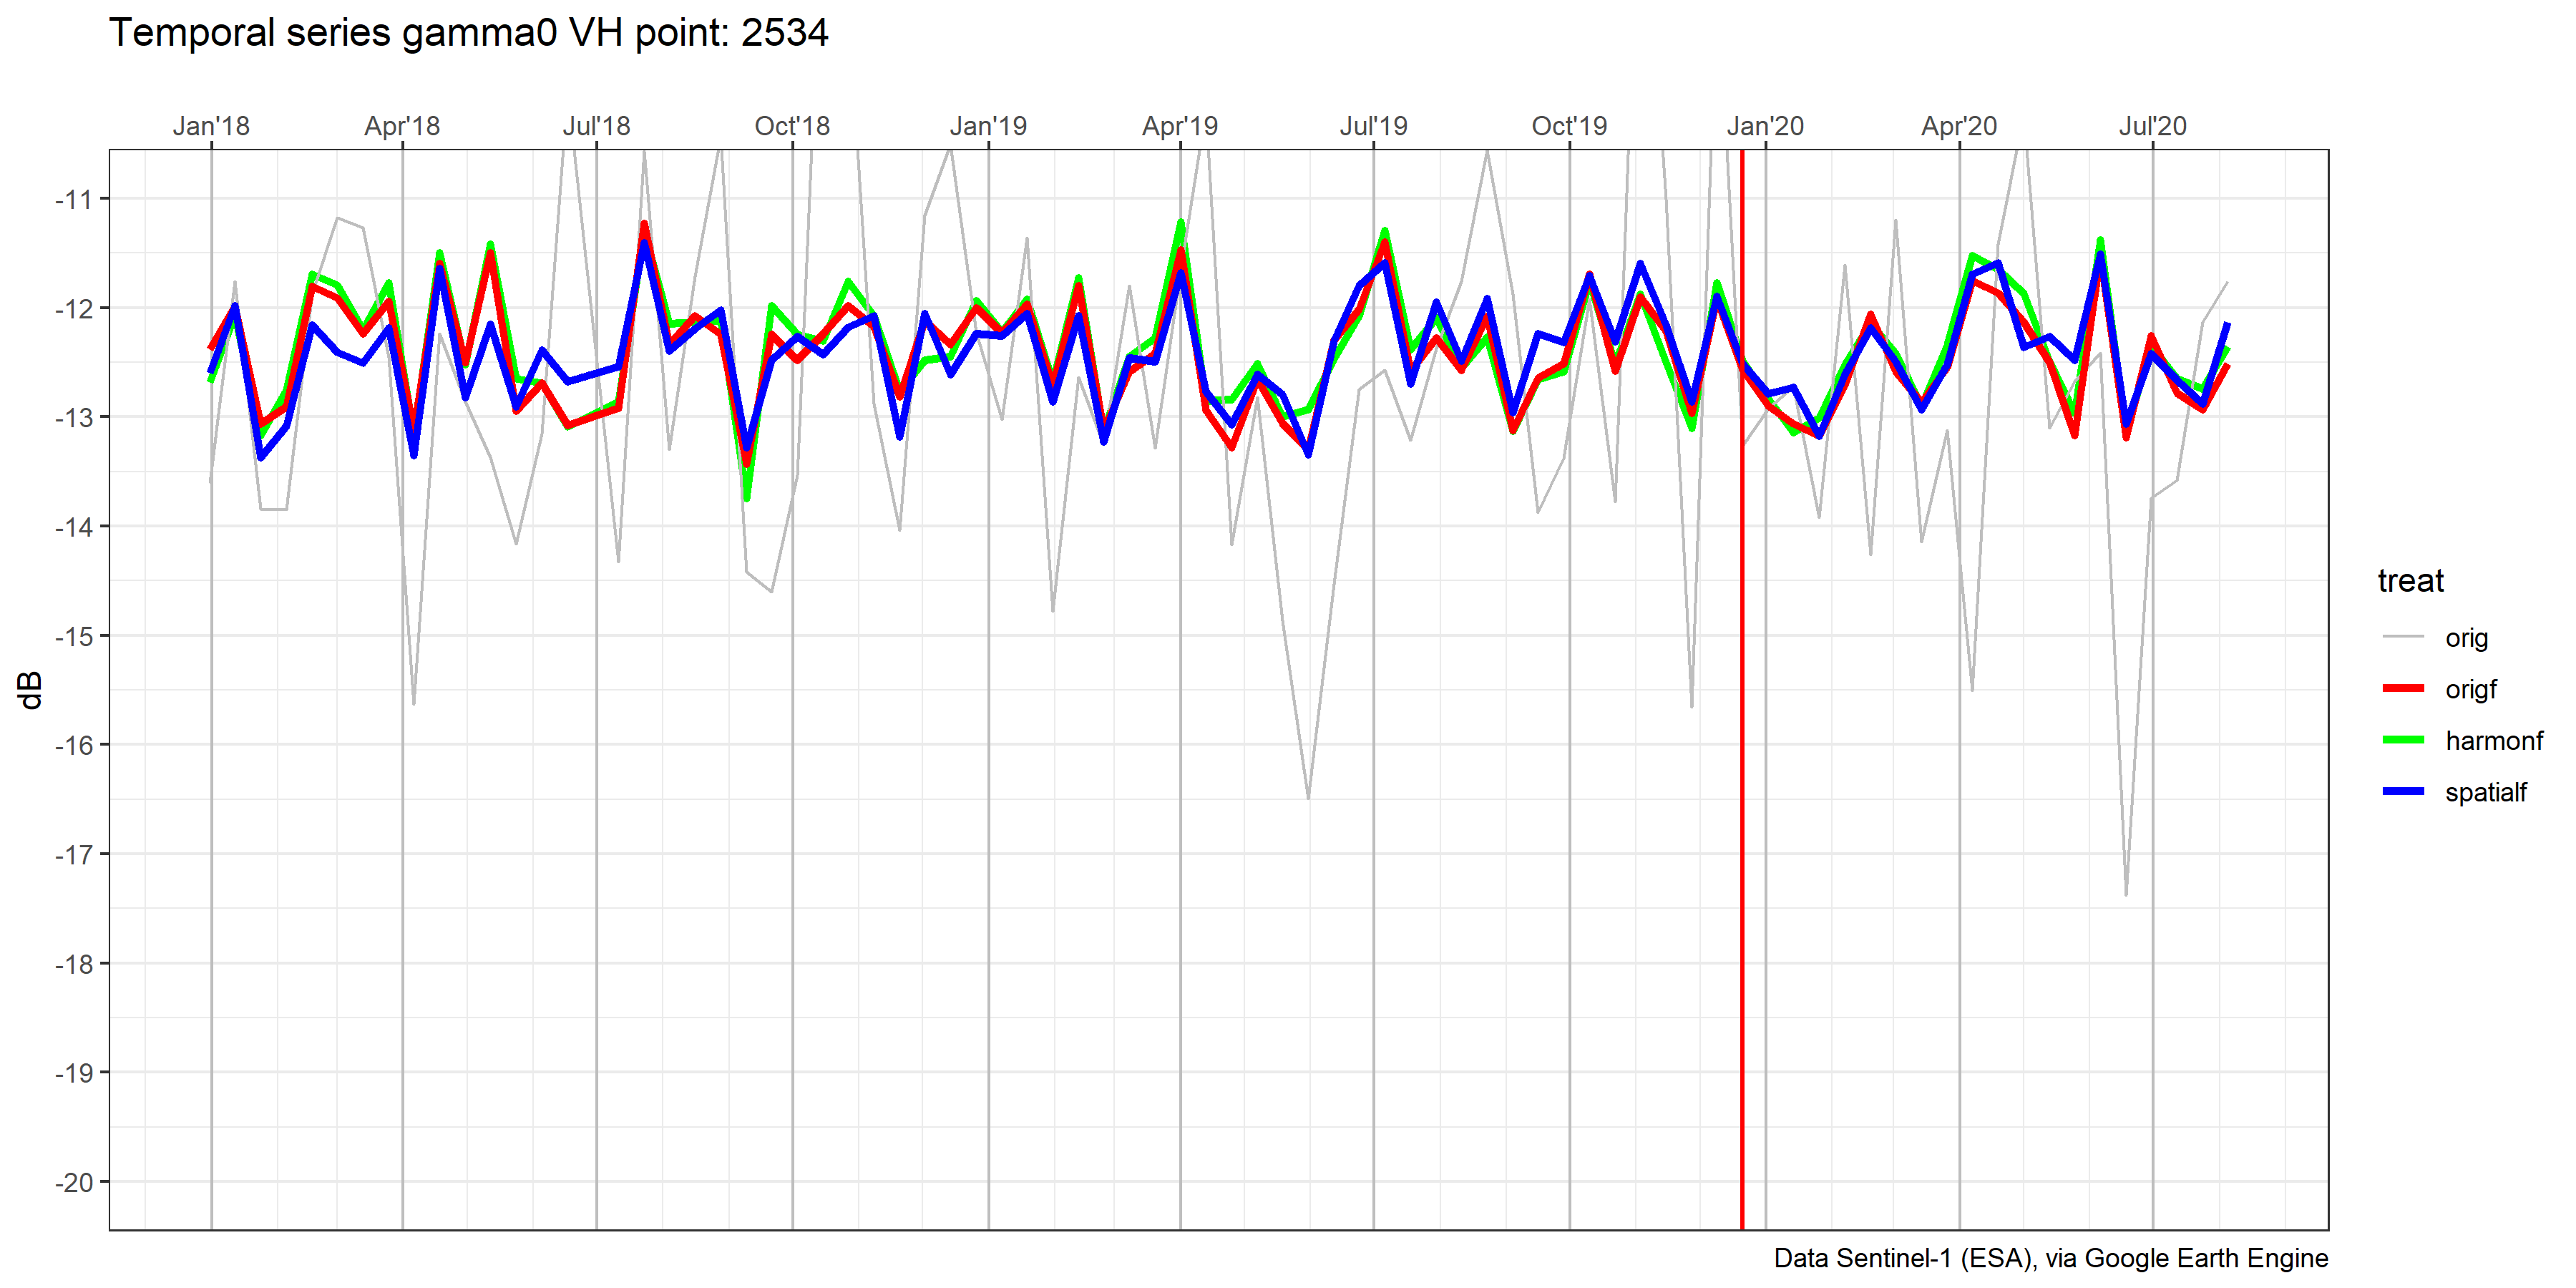 Temporal series gamma0 VH point: 2534
Jan'18 Apr'18 Jul'18 Oct'18 Jan'19 Apr'19 Jul'19 Oct'19 Jan'20 Apr'20 Jul'20
-11
-12
-13
-14
-15
-16
-17
-18
-19
-20
dB
treat
orig
origf
harmonf
spatialf
Data Sentinel-1 (ESA), via Google Earth Engine